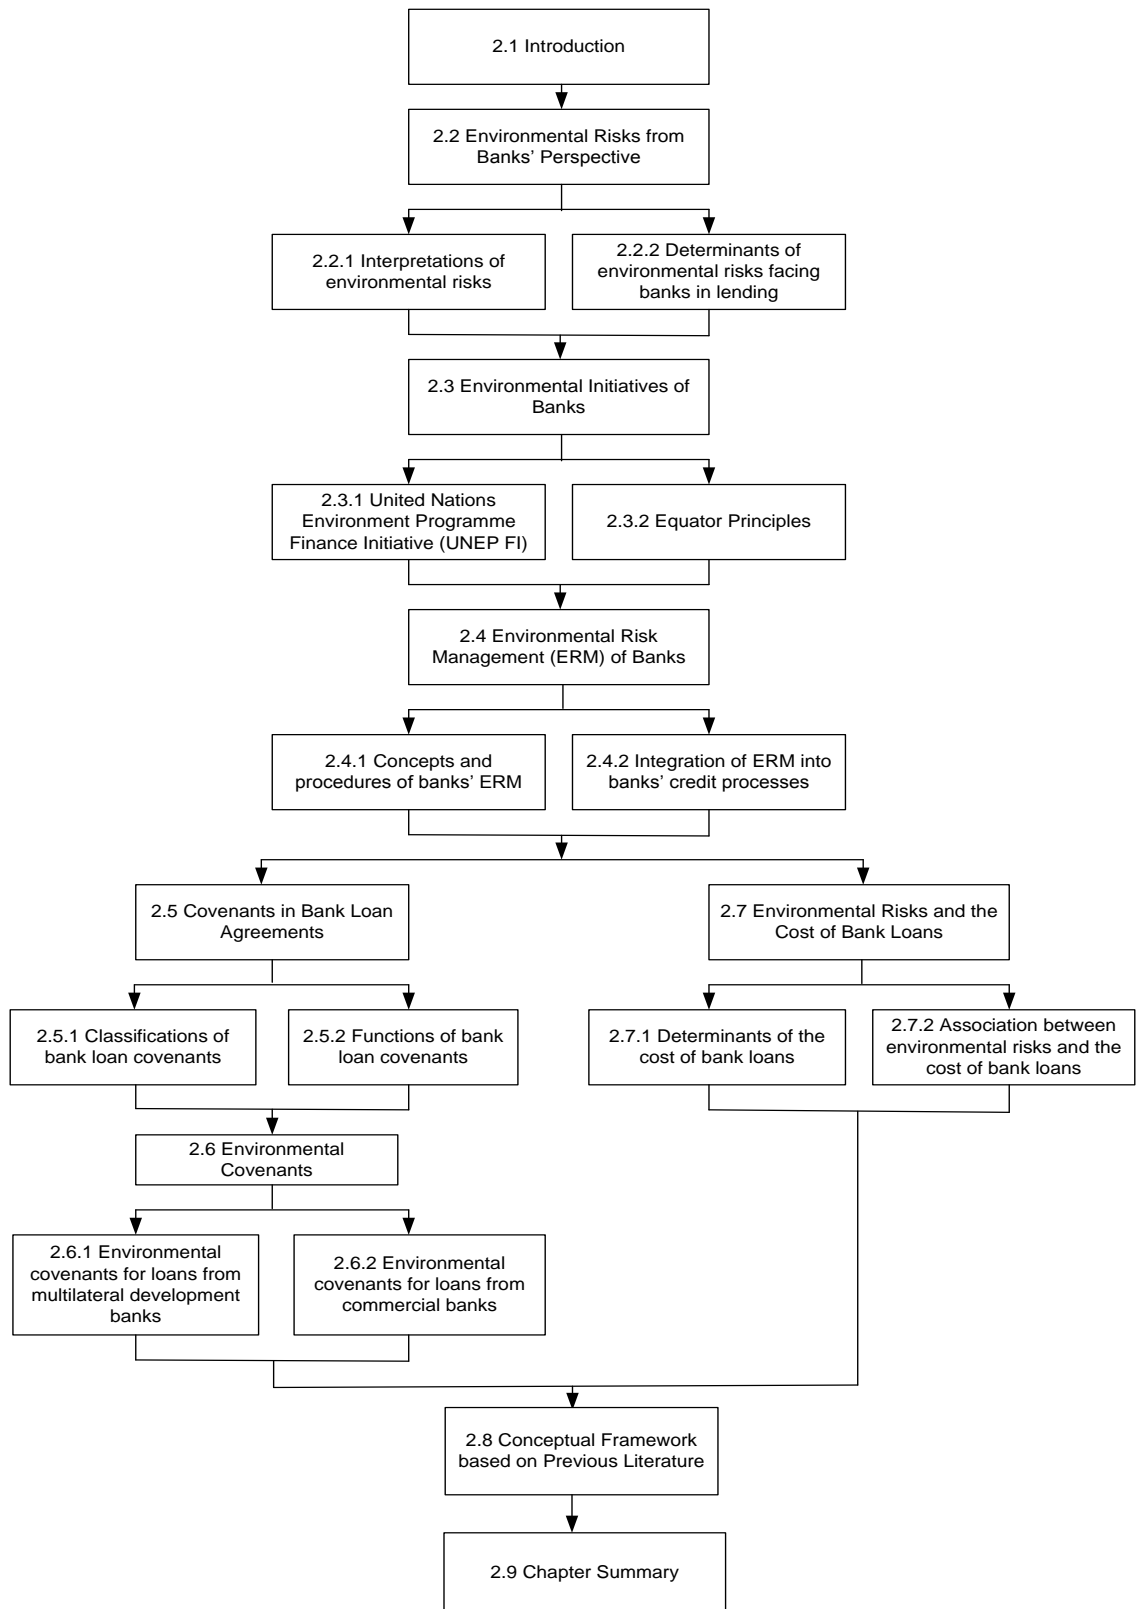 2.1 Introduction
2.2 Environmental Risks from
Banks’ Perspective
2.2.1 Interpretations of
environmental risks
2.2.2 Determinants of
environmental risks facing
banks in lending
2.3 Environmental Initiatives of
Banks
2.3.1 United Nations
Environment Programme
Finance Initiative (UNEP FI)
2.3.2 Equator Principles
2.4 Environmental Risk
Management (ERM) of Banks
2.4.1 Concepts and
procedures of banks’ ERM
2.4.2 Integration of ERM into
banks’ credit processes
2.5 Covenants in Bank Loan
Agreements
2.7 Environmental Risks and the
Cost of Bank Loans
2.5.1 Classifications of
bank loan covenants
2.5.2 Functions of bank
loan covenants
2.7.1 Determinants of the
cost of bank loans
2.7.2 Association between
environmental risks and the
cost of bank loans
2.6 Environmental
Covenants
2.6.1 Environmental
covenants for loans from
multilateral development
banks
2.6.2 Environmental
covenants for loans from
commercial banks
2.8 Conceptual Framework
based on Previous Literature
2.9 Chapter Summary